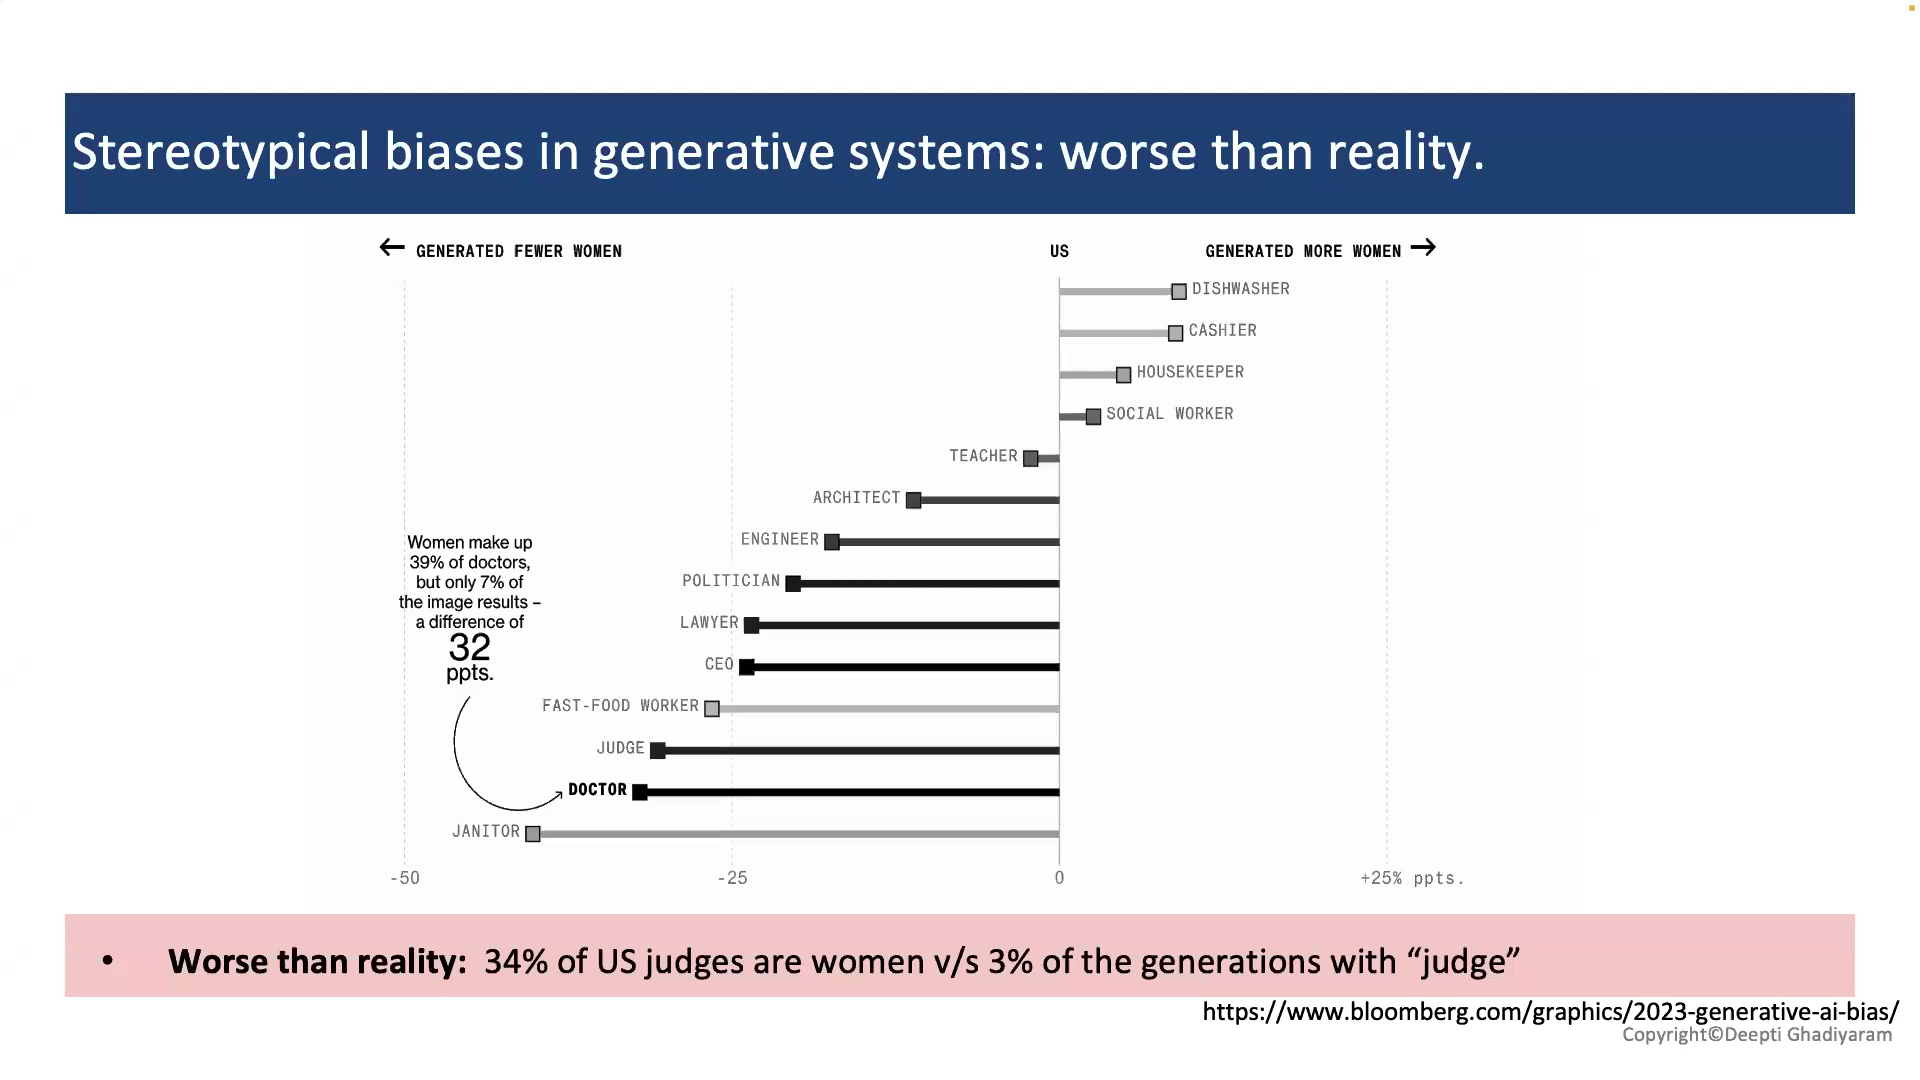 Stereotypical biases in generative systems: worse than reality.
← GENERATED FEWER WOMEN
US
GENERATED MORE WOMEN →
DISHWASHER
CASHIER
HOUSEKEEPER
SOCIAL WORKER
TEACHER
ARCHITECT
ENGINEER
POLITICIAN
LAWYER
CEO
FAST-FOOD WORKER
JUDGE
DOCTOR
JANITOR
Women make up
39% of doctors,
but only 7% of
the image results –
a difference of
32
ppts.
-50
-25
0
+25% ppts.
• Worse than reality: 34% of US judges are women v/s 3% of the generations with “judge”
https://www.bloomberg.com/graphics/2023-generative-ai-bias/
Copyright©Deepti Ghadiyaram